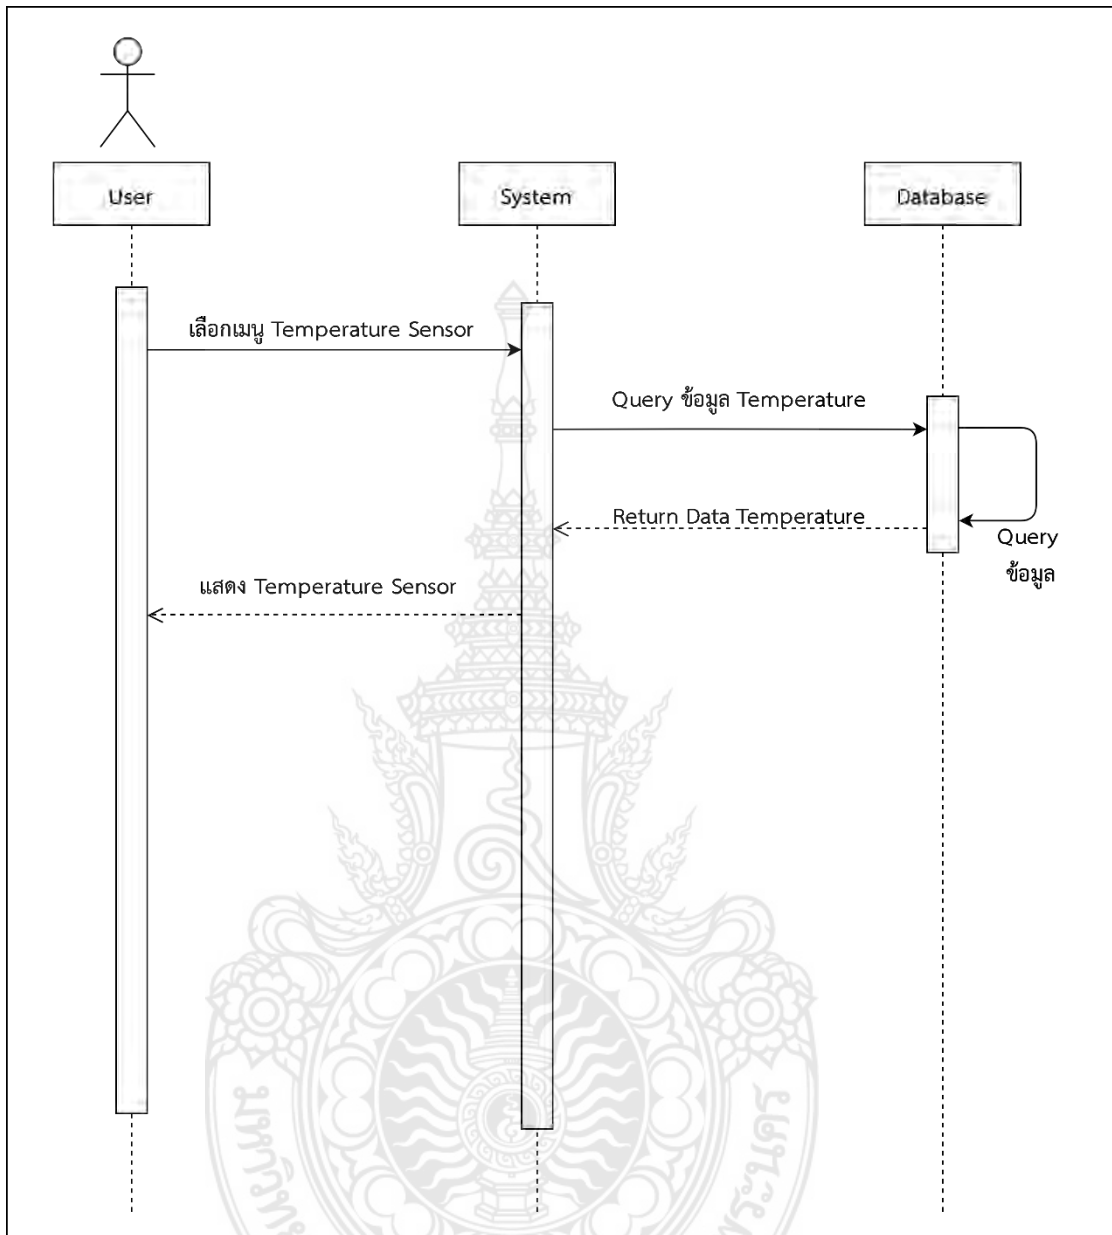 User
System
Database
เลือกเมนู Temperature Sensor
Query ข้อมูล Temperature
Return Data Temperature
Query
ข้อมูล
แสดง Temperature Sensor